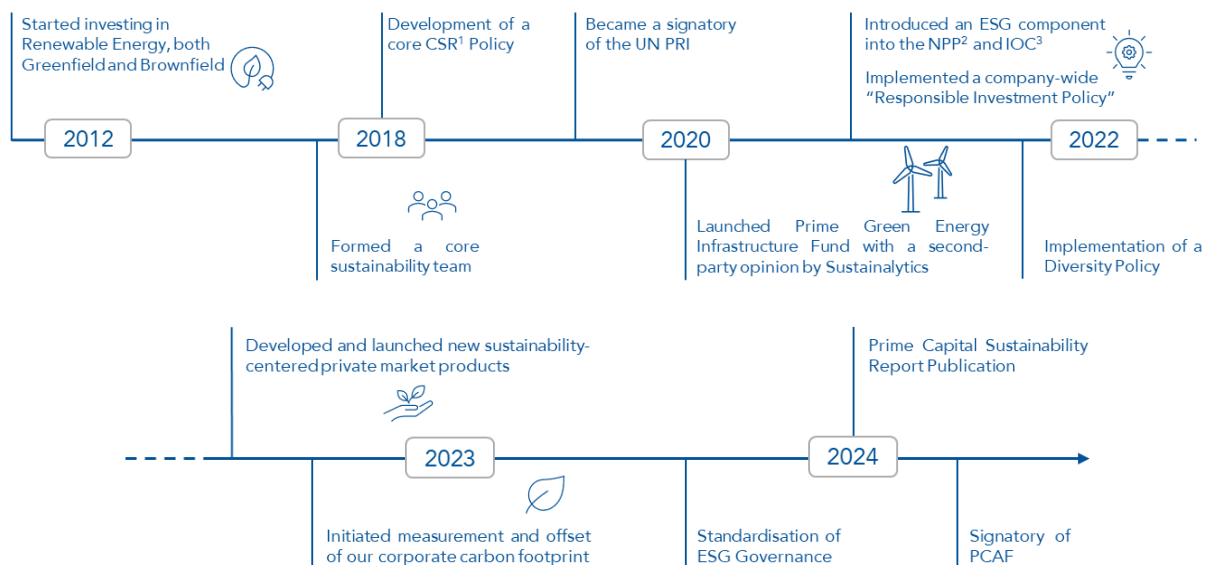 Started investing in
Renewable Energy, both
Greenfield and Brownfield
Development of a
core CSR¹ Policy
Became a signatory
of the UN PRI
Introduced an ESG component
into the NPP² and IOC³
Implemented a company-wide
“Responsible Investment Policy”
2012
2018
2020
2022
Formed a core
sustainability team
Launched Prime Green Energy
Infrastructure Fund with a second-
party opinion by Sustainalytics
Implementation of a
Diversity Policy
Developed and launched new sustainability-
centered private market products
Prime Capital Sustainability
Report Publication
2023
2024
Initiated measurement and offset
of our corporate carbon footprint
Standardisation of
ESG Governance
Signatory of
PCAF